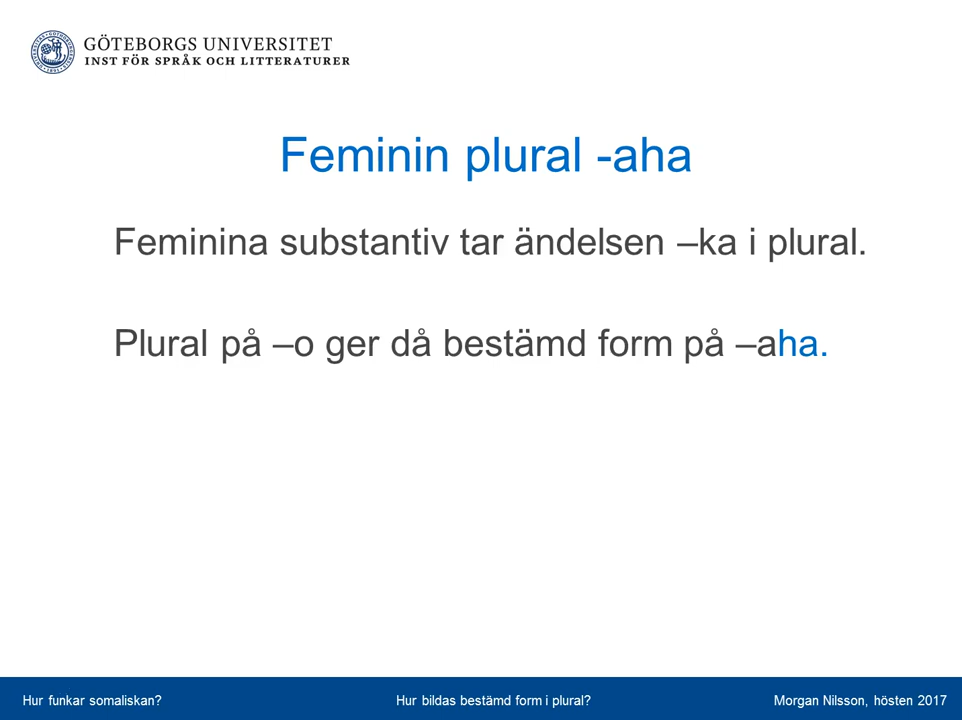 GÖTEBORGS UNIVERSITET
INST FÖR SPRÅK OCH LITTERATURER
Feminin plural -aha
Feminina substantiv tar ändelsen –ka i plural.
Plural på –o ger då bestämd form på –aha.
Hur funkar somaliskan?
Hur bildas bestämd form i plural?
Morgan Nilsson, hösten 2017